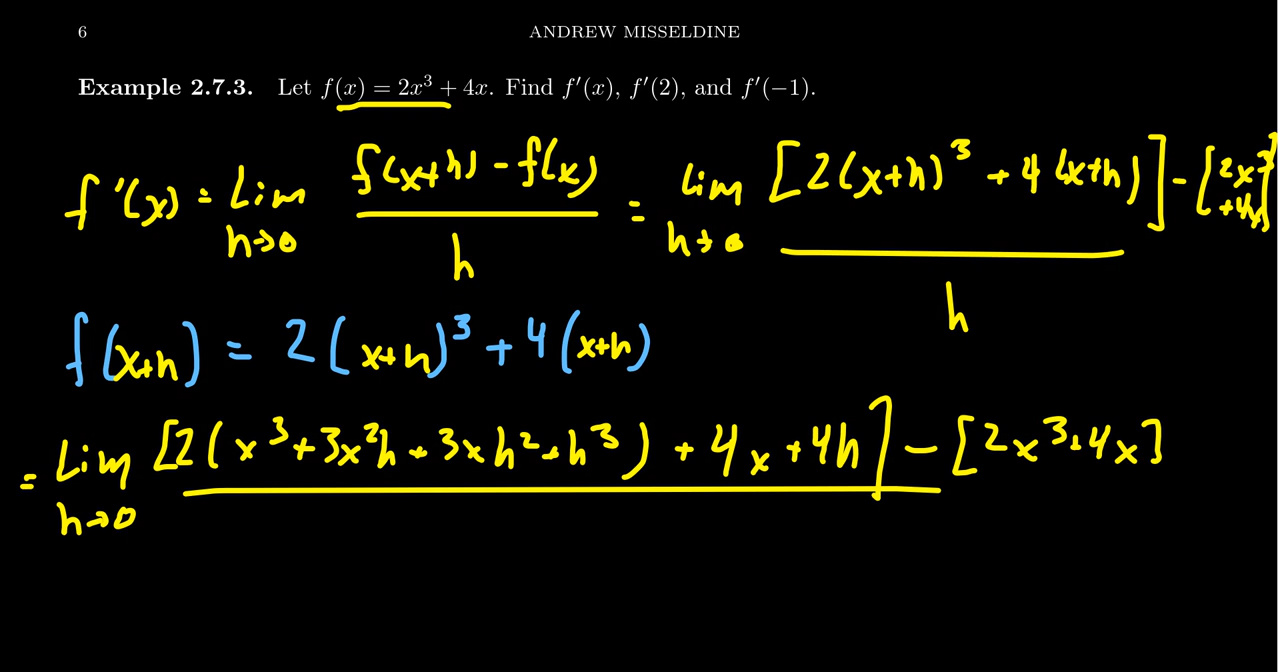 6 ANDREW MISSELDINE
Example 2.7.3. Let f(x) = 2x³ + 4x. Find f′(x), f′(2), and f′(−1).
f'(x) = Lim h→0 f(x+h) - f(x) / h = lim h→0 [2(x+h)³ + 4(x+h)] - [2x³ +4x] / h
f(x+h) = 2(x+h)³ + 4(x+h)
= Lim h→0 [2(x³+3x²h+3xh²+h³) + 4x + 4h] - [2x³+4x]